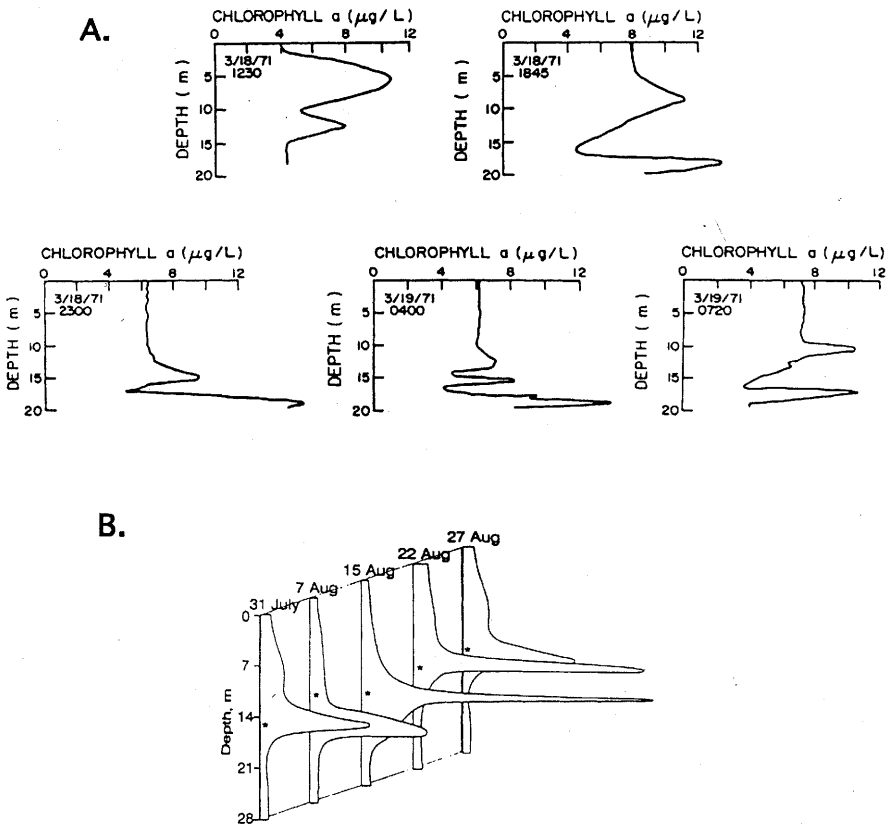 A.
CHLOROPHYLL a (µg/L)
0 4 8 12
3/18/71
1230
DEPTH (m)
5
10
15
20
CHLOROPHYLL a (µg/L)
0 4 8 12
3/18/71
1845
DEPTH (m)
5
10
15
20
CHLOROPHYLL a (µg/L)
0 4 8 12
3/18/71
2300
DEPTH (m)
5
10
15
20
CHLOROPHYLL a (µg/L)
0 4 8 12
3/19/71
0400
DEPTH (m)
5
10
15
20
CHLOROPHYLL a (µg/L)
0 4 8 12
3/19/71
0720
DEPTH (m)
5
10
15
20
B.
31 July
7 Aug
15 Aug
22 Aug
27 Aug
Depth, m
0
7
14
21
28
* * * * *